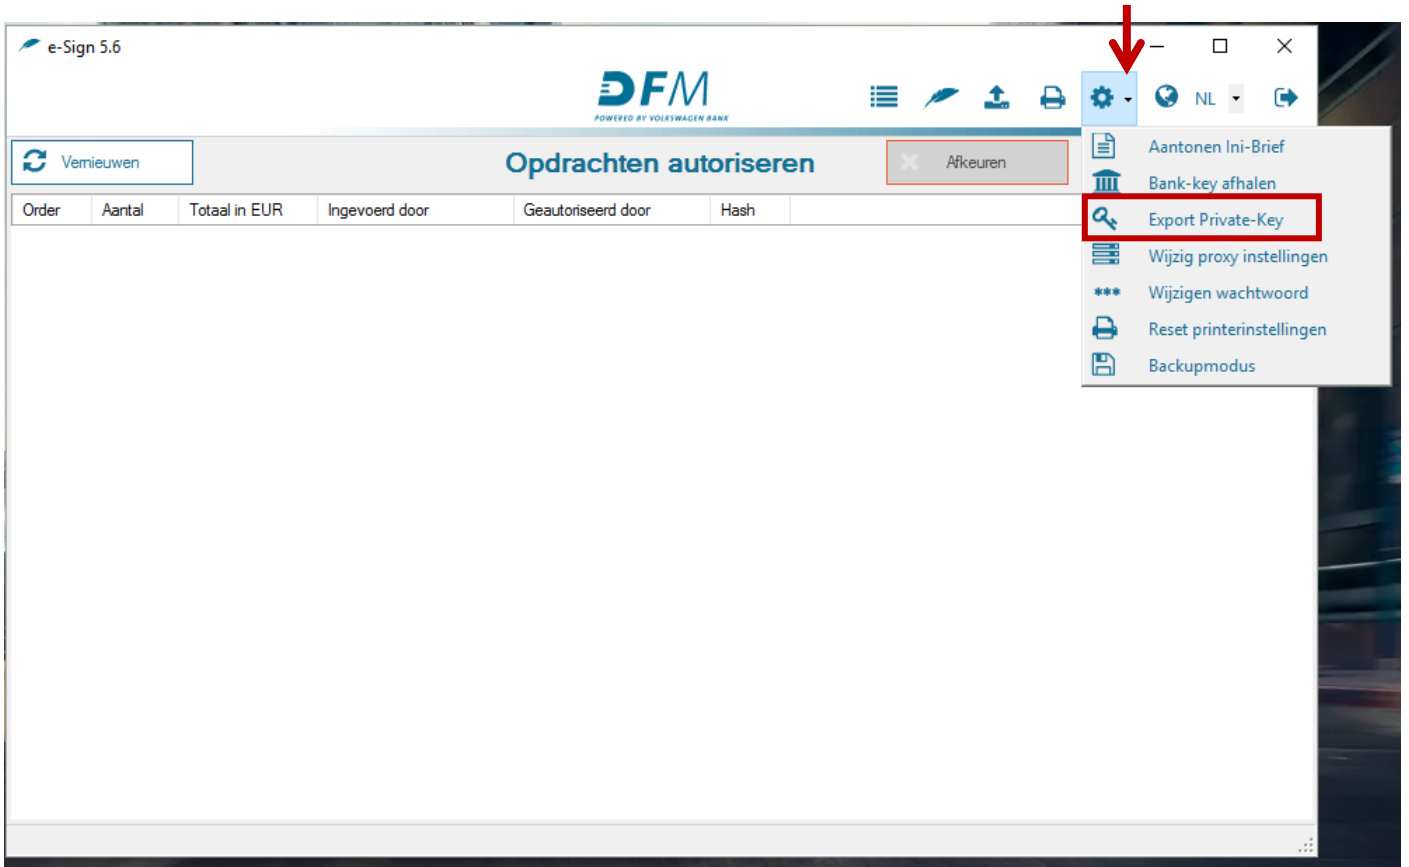 e-Sign 5.6
DFM
POWERED BY VOLKSWAGEN BANK
NL
Vernieuwen
Opdrachten autoriseren
Afkeuren
Order Aantal Totaal in EUR Ingevoerd door Geautoriseerd door Hash
Aantonen Ini-Brief
Bank-key afhalen
Export Private-Key
Wijzig proxy instellingen
*** Wijzigen wachtwoord
Reset printerinstellingen
Backupmodus